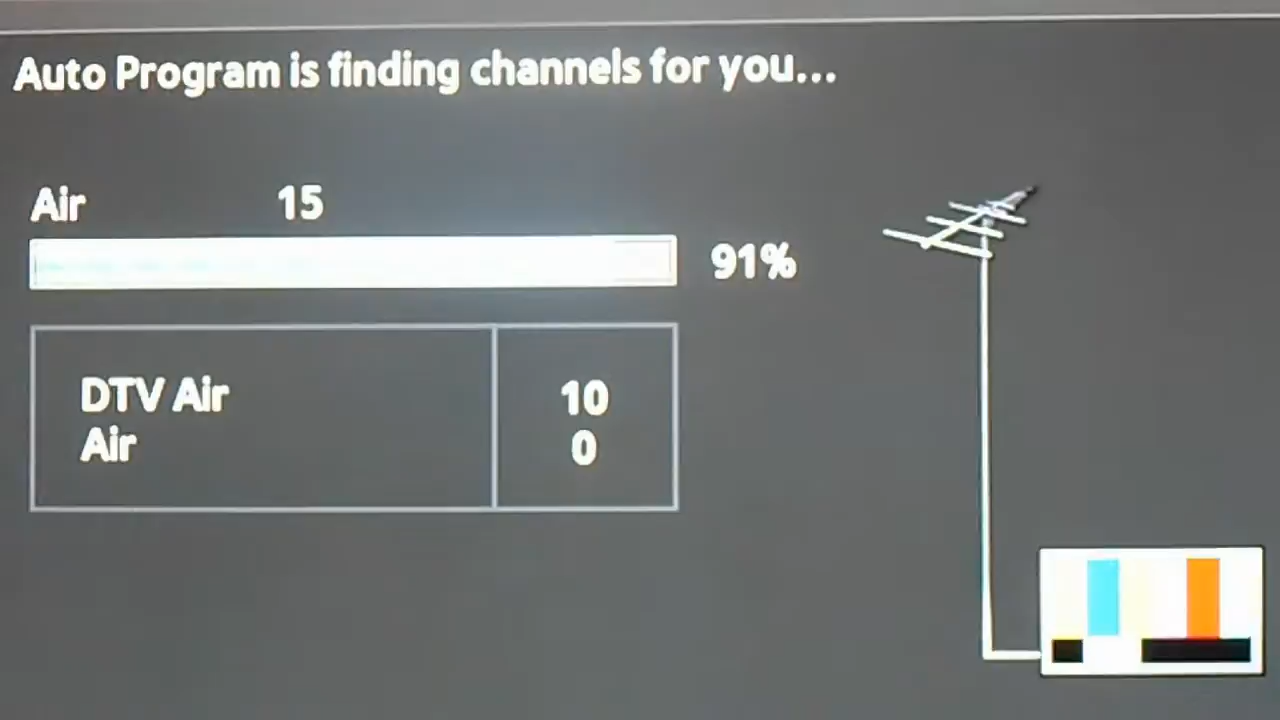 Auto Program is finding channels for you...
Air 15
91%
DTV Air 10
Air 0